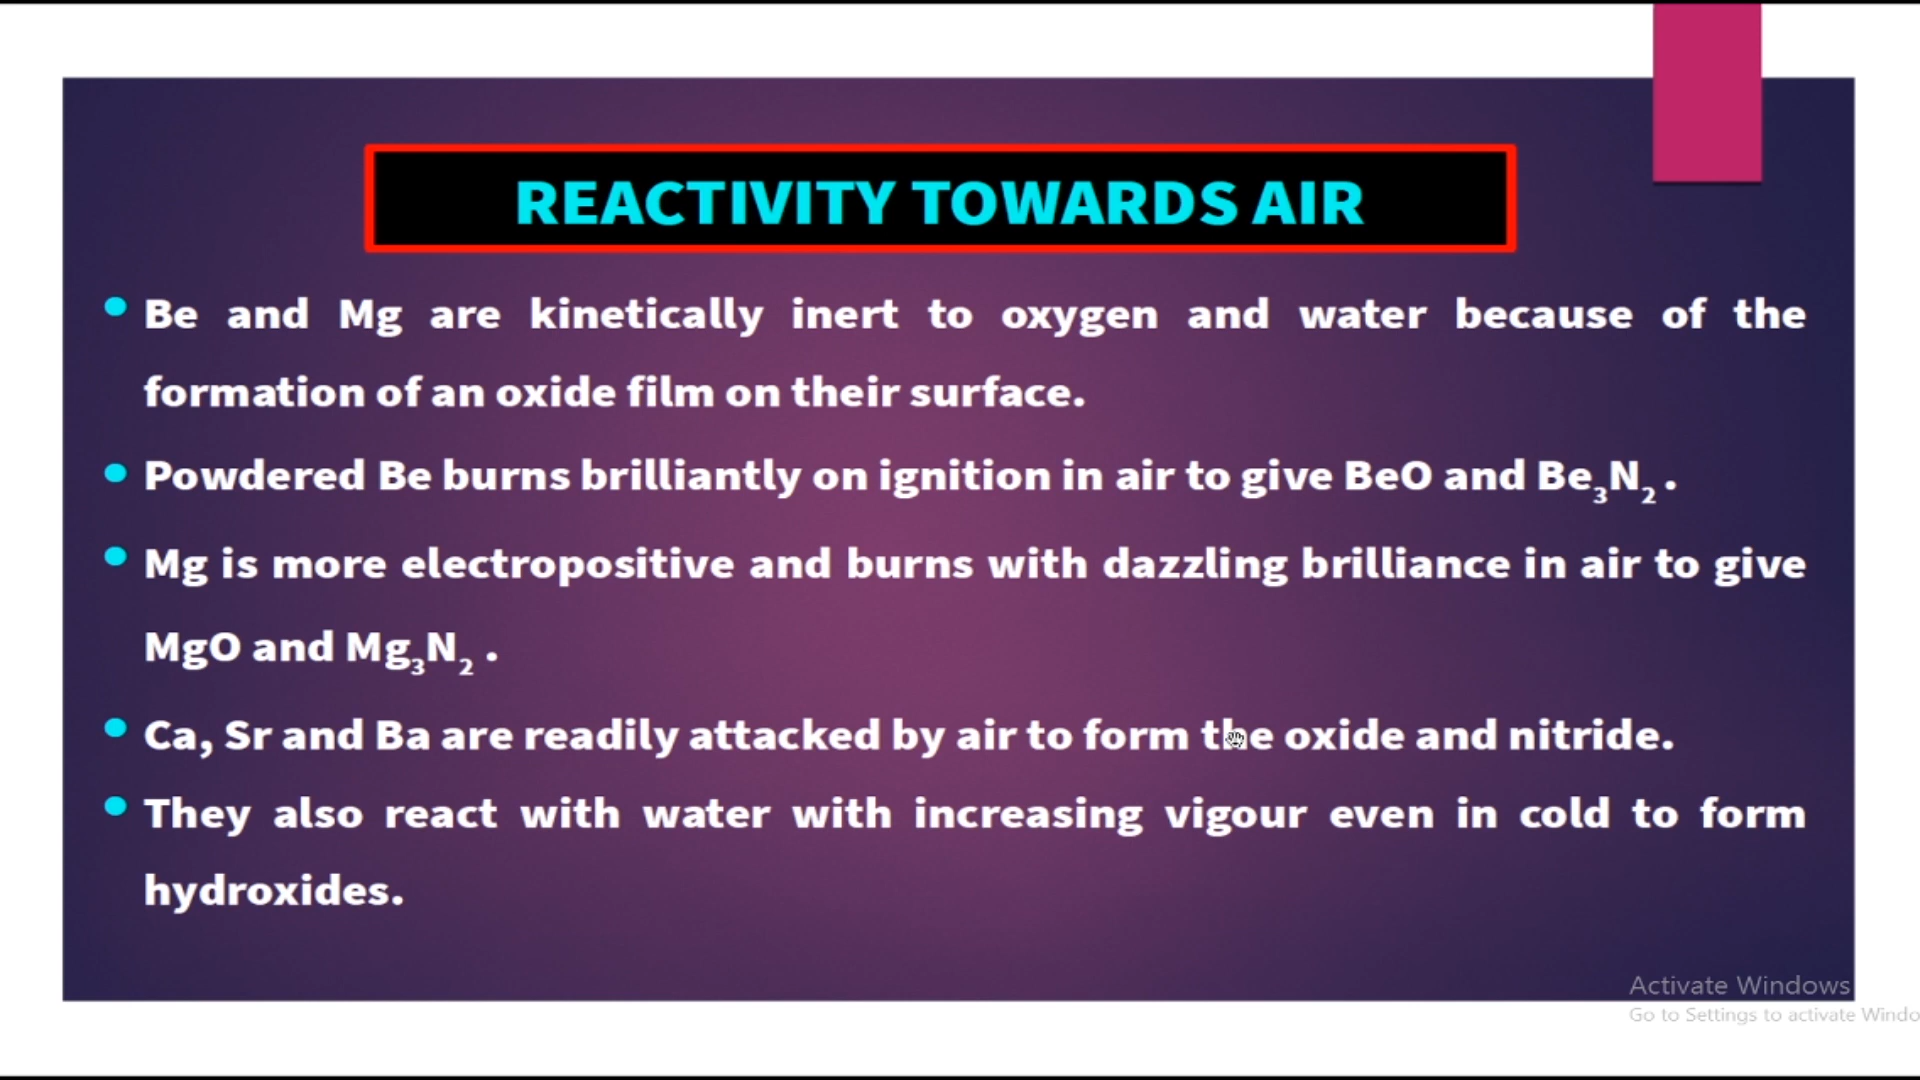 REACTIVITY TOWARDS AIR
Be and Mg are kinetically inert to oxygen and water because of the
formation of an oxide film on their surface.
Powdered Be burns brilliantly on ignition in air to give BeO and Be₃N₂ .
Mg is more electropositive and burns with dazzling brilliance in air to give
MgO and Mg₃N₂ .
Ca, Sr and Ba are readily attacked by air to form the oxide and nitride.
They also react with water with increasing vigour even in cold to form
hydroxides.
Activate Windows
Go to Settings to activate Windo